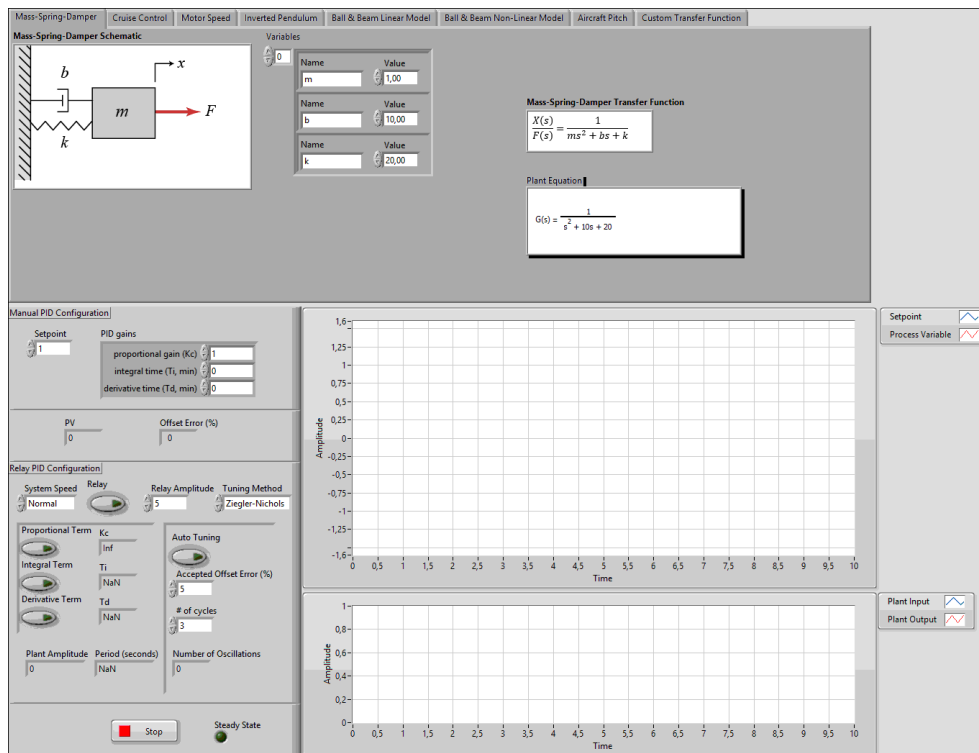 Mass-Spring-Damper Cruise Control Motor Speed Inverted Pendulum Ball & Beam Linear Model Ball & Beam Non-Linear Model Aircraft Pitch Custom Transfer Function
Mass-Spring-Damper Schematic
b
k
m
x
F
Variables
0
Name Value
m 1,00
Name Value
b 10,00
Name Value
k 20,00
Mass-Spring-Damper Transfer Function
X(s)/F(s) = 1/(ms² + bs + k)
Plant Equation
G(s) = 1/(s² + 10s + 20)
Manual PID Configuration
Setpoint
1
PID gains
proportional gain (Kc) 1
integral time (Ti, min) 0
derivative time (Td, min) 0
PV
0
Offset Error (%)
0
Relay PID Configuration
System Speed Relay Relay Amplitude Tuning Method
Normal 5 Ziegler-Nichols
Proportional Term Kc
Inf
Integral Term Ti
NaN
Derivative Term Td
NaN
Auto Tuning
Accepted Offset Error (%)
5
# of cycles
3
Plant Amplitude Period (seconds) Number of Oscillations
0 NaN 0
Stop
Steady State
Amplitude
1,6
1,25
1
0,75
0,5
0,25
0
-0,25
-0,5
-0,75
-1
-1,25
-1,6
0 0,5 1 1,5 2 2,5 3 3,5 4 4,5 5 5,5 6 6,5 7 7,5 8 8,5 9 9,5 10
Time
Setpoint
Process Variable
Amplitude
1
0,8
0,6
0,4
0,2
0
0 0,5 1 1,5 2 2,5 3 3,5 4 4,5 5 5,5 6 6,5 7 7,5 8 8,5 9 9,5 10
Time
Plant Input
Plant Output